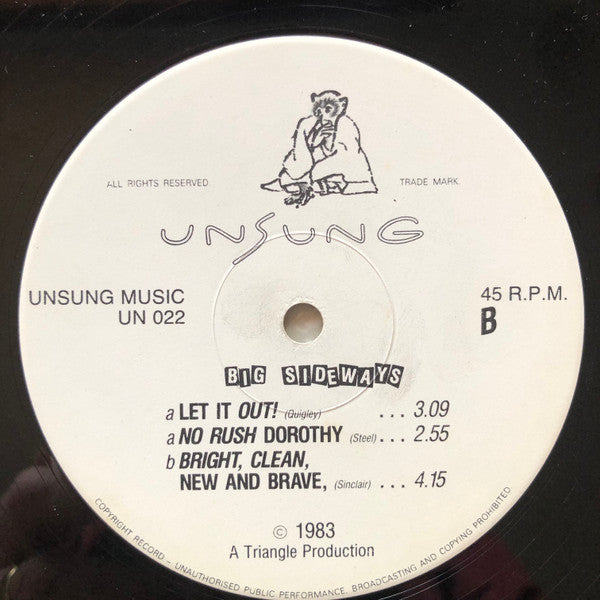 ALL RIGHTS RESERVED
TRADE MARK.
UNSUNG
UNSUNG MUSIC
UN 022
45 R.P.M.
B
BIG SIDEWAYS
a LET IT OUT! (Quigley) ... 3.09
a NO RUSH DOROTHY (Steel) ... 2.55
b BRIGHT, CLEAN,
NEW AND BRAVE, (Sinclair) ... 4.15
© 1983
A Triangle Production
COPYRIGHT RECORD - UNAUTHORISED PUBLIC PERFORMANCE, BROADCASTING AND COPYING PROHIBITED